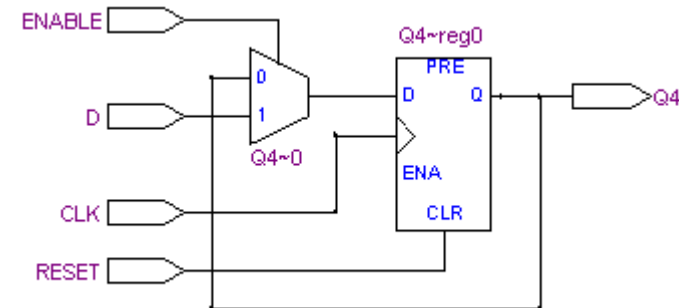 ENABLE
Q4~reg0
PRE
0
D
D
Q
Q4
1
Q4~0
ENA
CLK
CLR
RESET